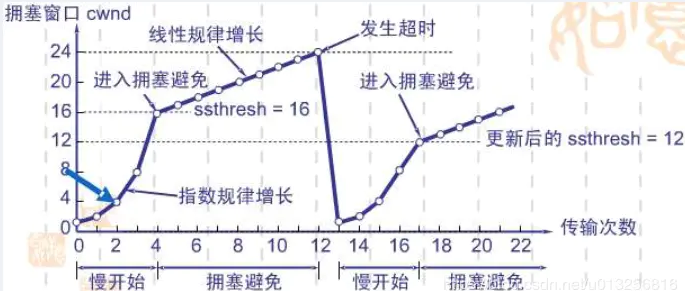 拥塞窗口 cwnd
24
20
16
12
8
4
0
线性规律增长
发生超时
进入拥塞避免
ssthresh = 16
指数规律增长
进入拥塞避免
更新后的 ssthresh = 12
0 2 4 6 8 10 12 14 16 18 20 22
传输次数
慢开始 拥塞避免 慢开始 拥塞避免